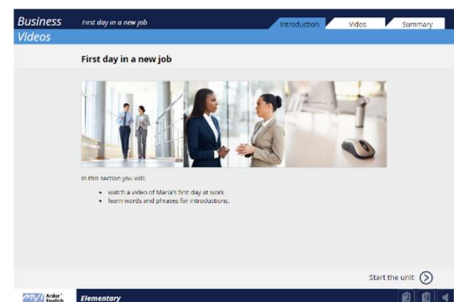 Business First day in a new job Introduction Video Summary
Videos
First day in a new job
In this section you will:
watch a video of Maria's first day at work
learn words and phrases for introductions.
Start the unit
English
Elementary